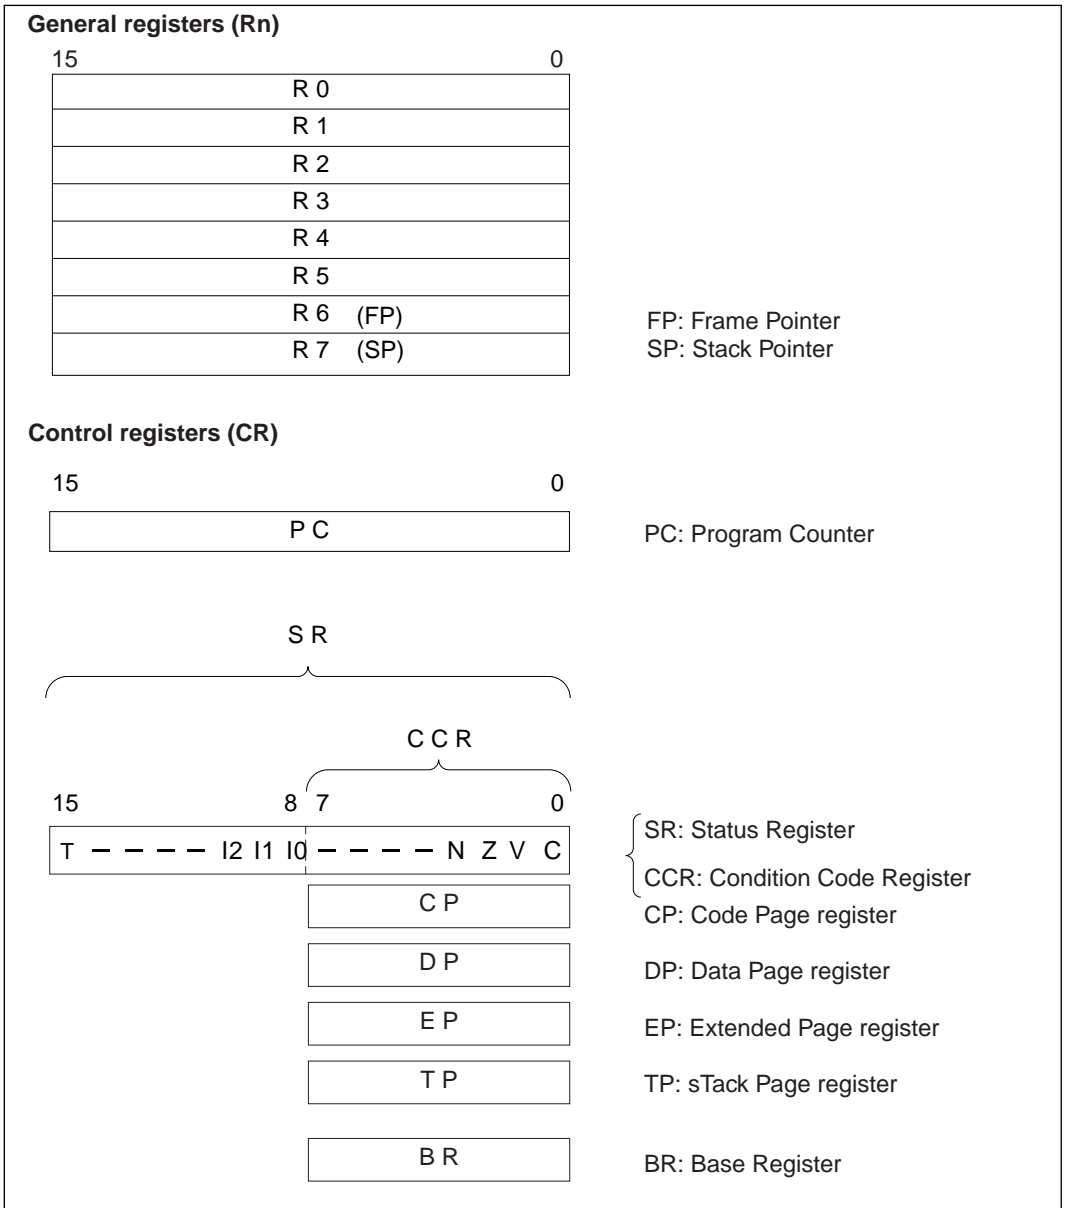 General registers (Rn)
15 0
R 0
R 1
R 2
R 3
R 4
R 5
R 6 (FP)
R 7 (SP)
FP: Frame Pointer
SP: Stack Pointer
Control registers (CR)
15 0
P C
PC: Program Counter
S R
C C R
15 8 7 0
T – – – – I2 I1 I0 – – – – N Z V C
SR: Status Register
CCR: Condition Code Register
C P
CP: Code Page register
D P
DP: Data Page register
E P
EP: Extended Page register
T P
TP: sTack Page register
B R
BR: Base Register